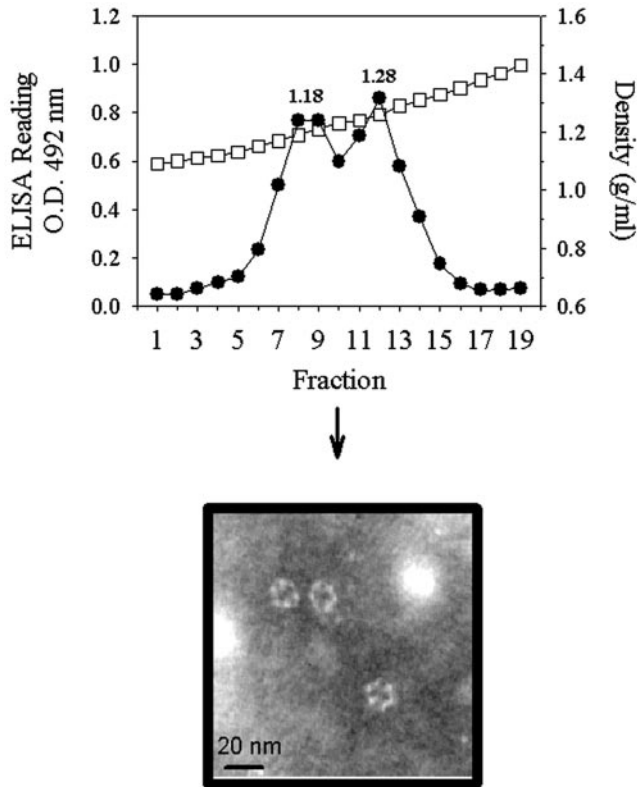 ELISA Reading
O.D. 492 nm
1.2
1.0
0.8
0.6
0.4
0.2
0.0
1.18
1.28
1.6
1.4
1.2
1.0
0.8
0.6
Density (g/ml)
1 3 5 7 9 11 13 15 17 19
Fraction
20 nm